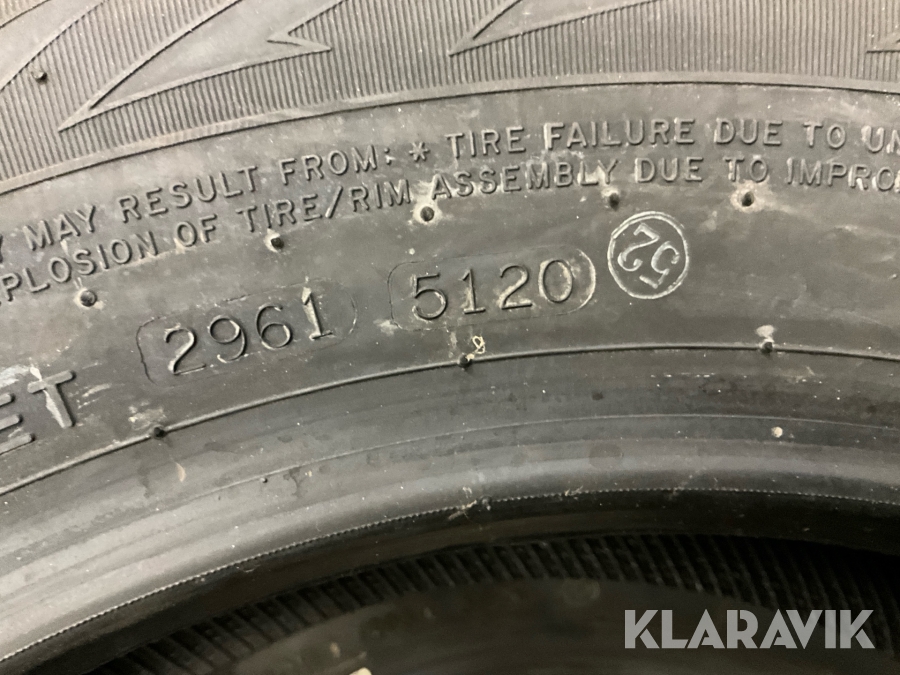 MAY RESULT FROM: * TIRE FAILURE DUE TO UN
EXPLOSION OF TIRE/RIM ASSEMBLY DUE TO IMPRO
2961 5120 52
ET
KLARAVIK